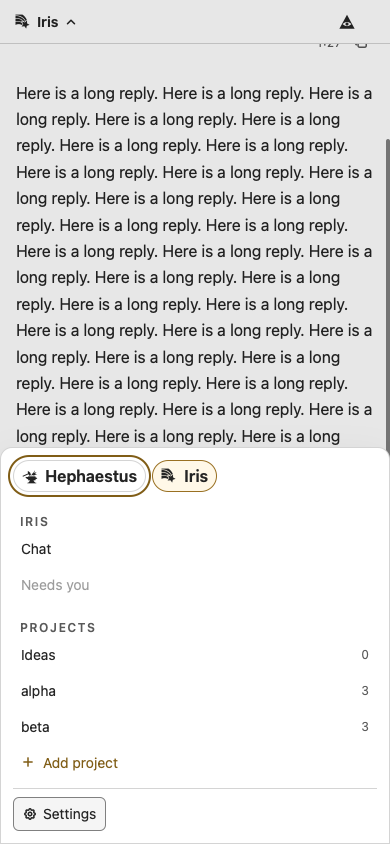 Iris
Here is a long reply. Here is a long reply. Here is a
long reply. Here is a long reply. Here is a long
reply. Here is a long reply. Here is a long reply.
Here is a long reply. Here is a long reply. Here is a
long reply. Here is a long reply. Here is a long
reply. Here is a long reply. Here is a long reply.
Here is a long reply. Here is a long reply. Here is a
long reply. Here is a long reply. Here is a long
reply. Here is a long reply. Here is a long reply.
Here is a long reply. Here is a long reply. Here is a
long reply. Here is a long reply. Here is a long
reply. Here is a long reply. Here is a long reply.
Here is a long reply. Here is a long reply. Here is a
long reply. Here is a long reply. Here is a long
Hephaestus Iris
IRIS
Chat
Needs you
PROJECTS
Ideas 0
alpha 3
beta 3
+ Add project
Settings